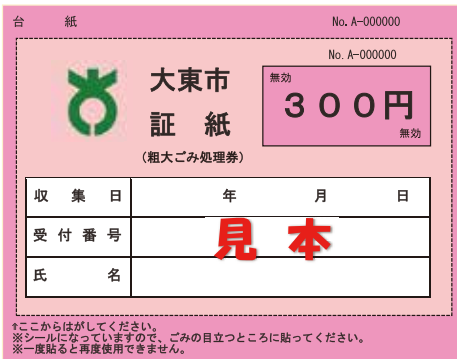 台　紙　No.A-000000
No.A-000000
大東市
証　紙
(粗大ごみ処理券)
無効
３００円
無効
収　集　日　年　月　日
受付番号
氏　名
見　本
↑ここからはがしてください。
※シールになっていますので、ごみの目立つところに貼ってください。
※一度貼ると再度使用できません。